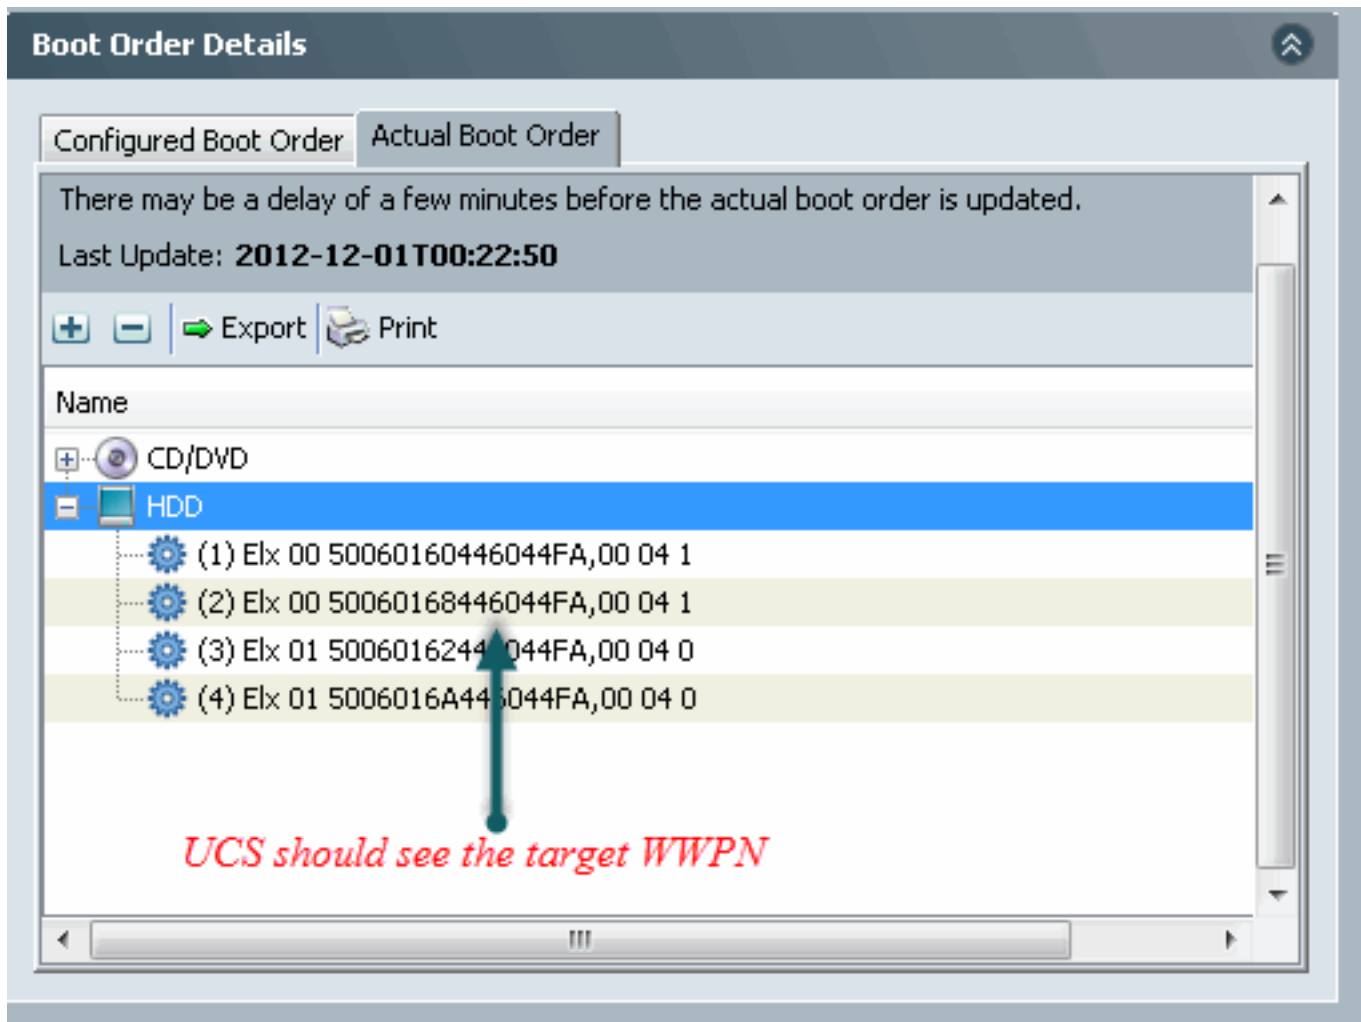 Boot Order Details
Configured Boot Order Actual Boot Order
There may be a delay of a few minutes before the actual boot order is updated.
Last Update: 2012-12-01T00:22:50
Export Print
Name
CD/DVD
HDD
(1) Elx 00 50060160446044FA,00 04 1
(2) Elx 00 50060168446044FA,00 04 1
(3) Elx 01 044FA,00 04 0
(4) Elx 01 044FA,00 04 0
UCS should see the target WWPN